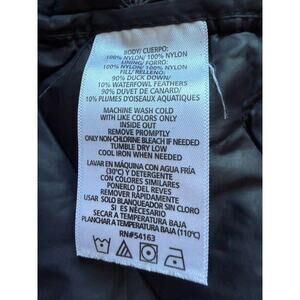 BODY/ CUERPO:
100% NYLON/ 100% NYLON
LINING/ FORRO:
100% NYLON/ 100% NYLON
FILL/ RELLENO:
90% DUCK DOWN/
10% WATERFOWL FEATHERS
90% DUVET DE CANARD/
10% PLUMES D'OISEAUX AQUATIQUES
MACHINE WASH COLD
WITH LIKE COLORS ONLY
INSIDE OUT
REMOVE PROMPTLY
ONLY NON-CHLORINE BLEACH IF NEEDED
TUMBLE DRY LOW
COOL IRON WHEN NEEDED
LAVAR EN MÁQUINA CON AGUA FRÍA
(30°C) Y DETERGENTE
CON COLORES SIMILARES
PONERLO DEL REVES
REMOVER RÁPIDAMENTE
USAR SOLO BLANQUEADOR SIN CLORO
SI ES NECESARIO
SECAR A TEMPERATURA BAJA
PLANCHAR A TEMPERATURA BAJA (110°C)
RN#54163